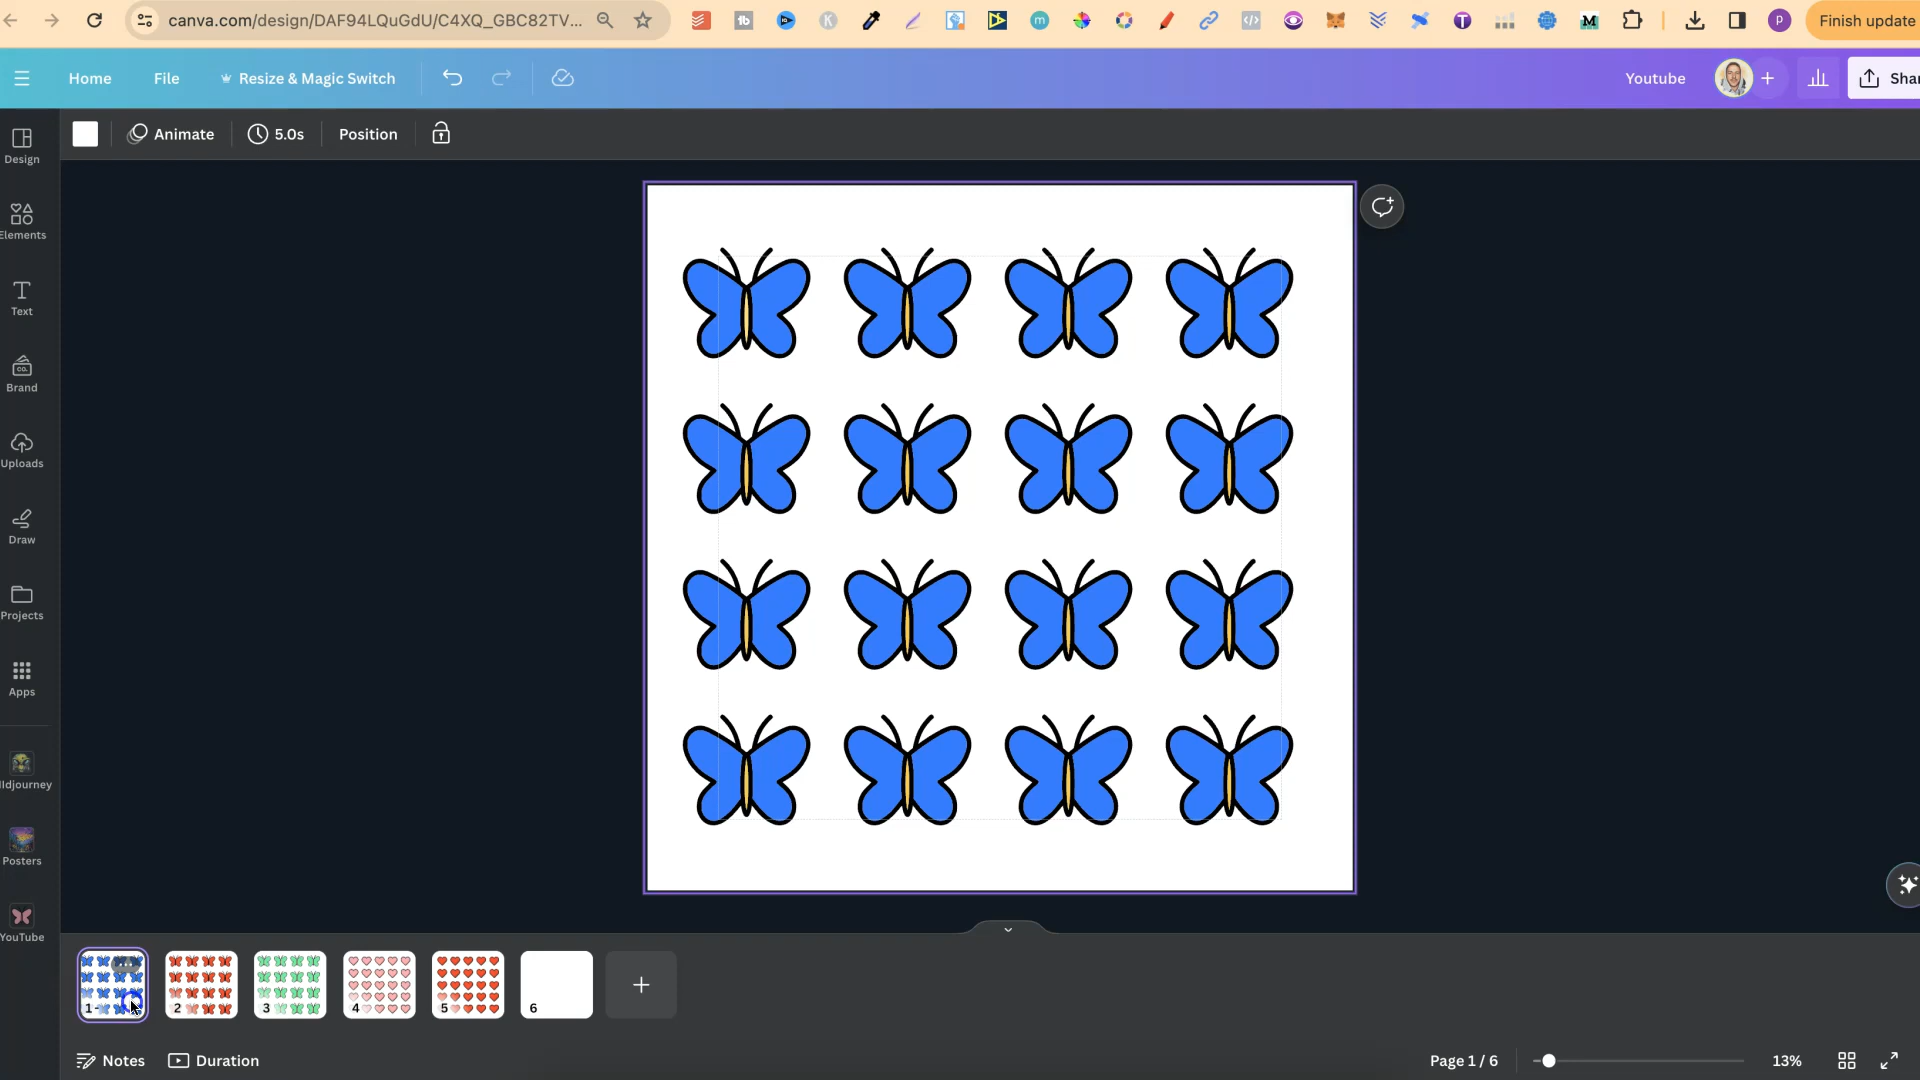 canva.com/design/DAF94LQuGdU/C4XQ_GBC82TV...
Finish update
Home
File
Resize & Magic Switch
Youtube
Shar
Animate
5.0s
Position
Design
Elements
Text
Brand
Uploads
Draw
Projects
Apps
Midjourney
Posters
YouTube
1
2
3
4
5
6
Notes
Duration
Page 1 / 6
13%